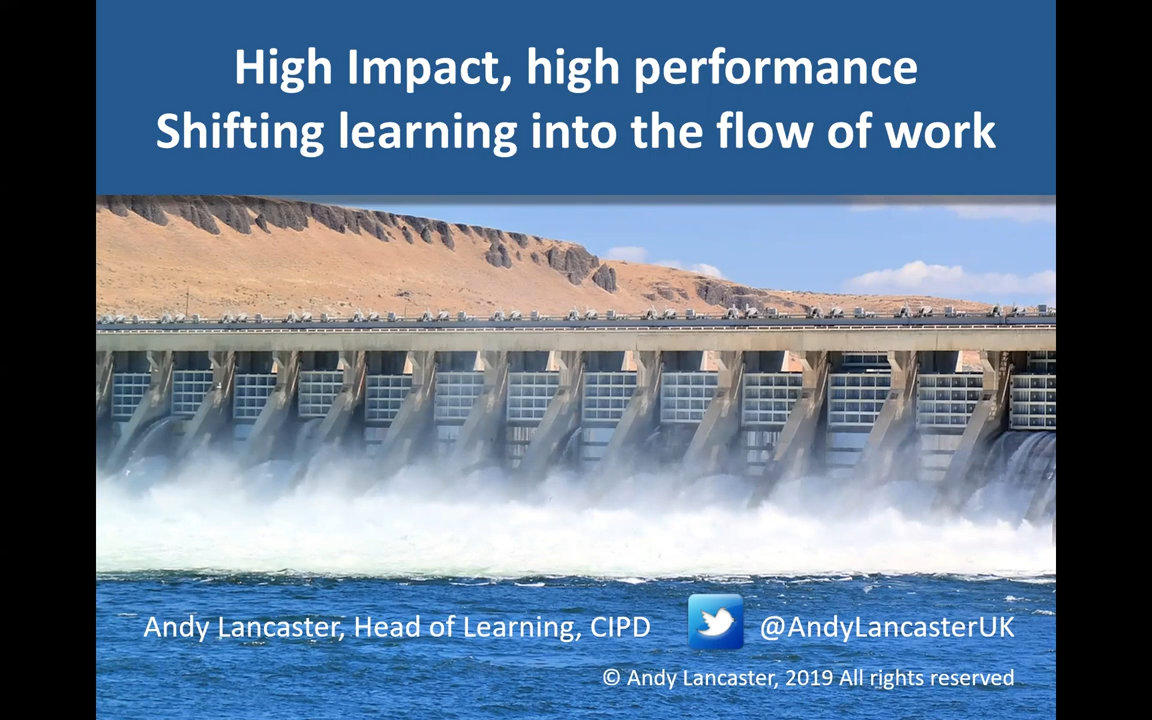 High Impact, high performance
Shifting learning into the flow of work
Andy Lancaster, Head of Learning, CIPD
@AndyLancasterUK
© Andy Lancaster, 2019 All rights reserved